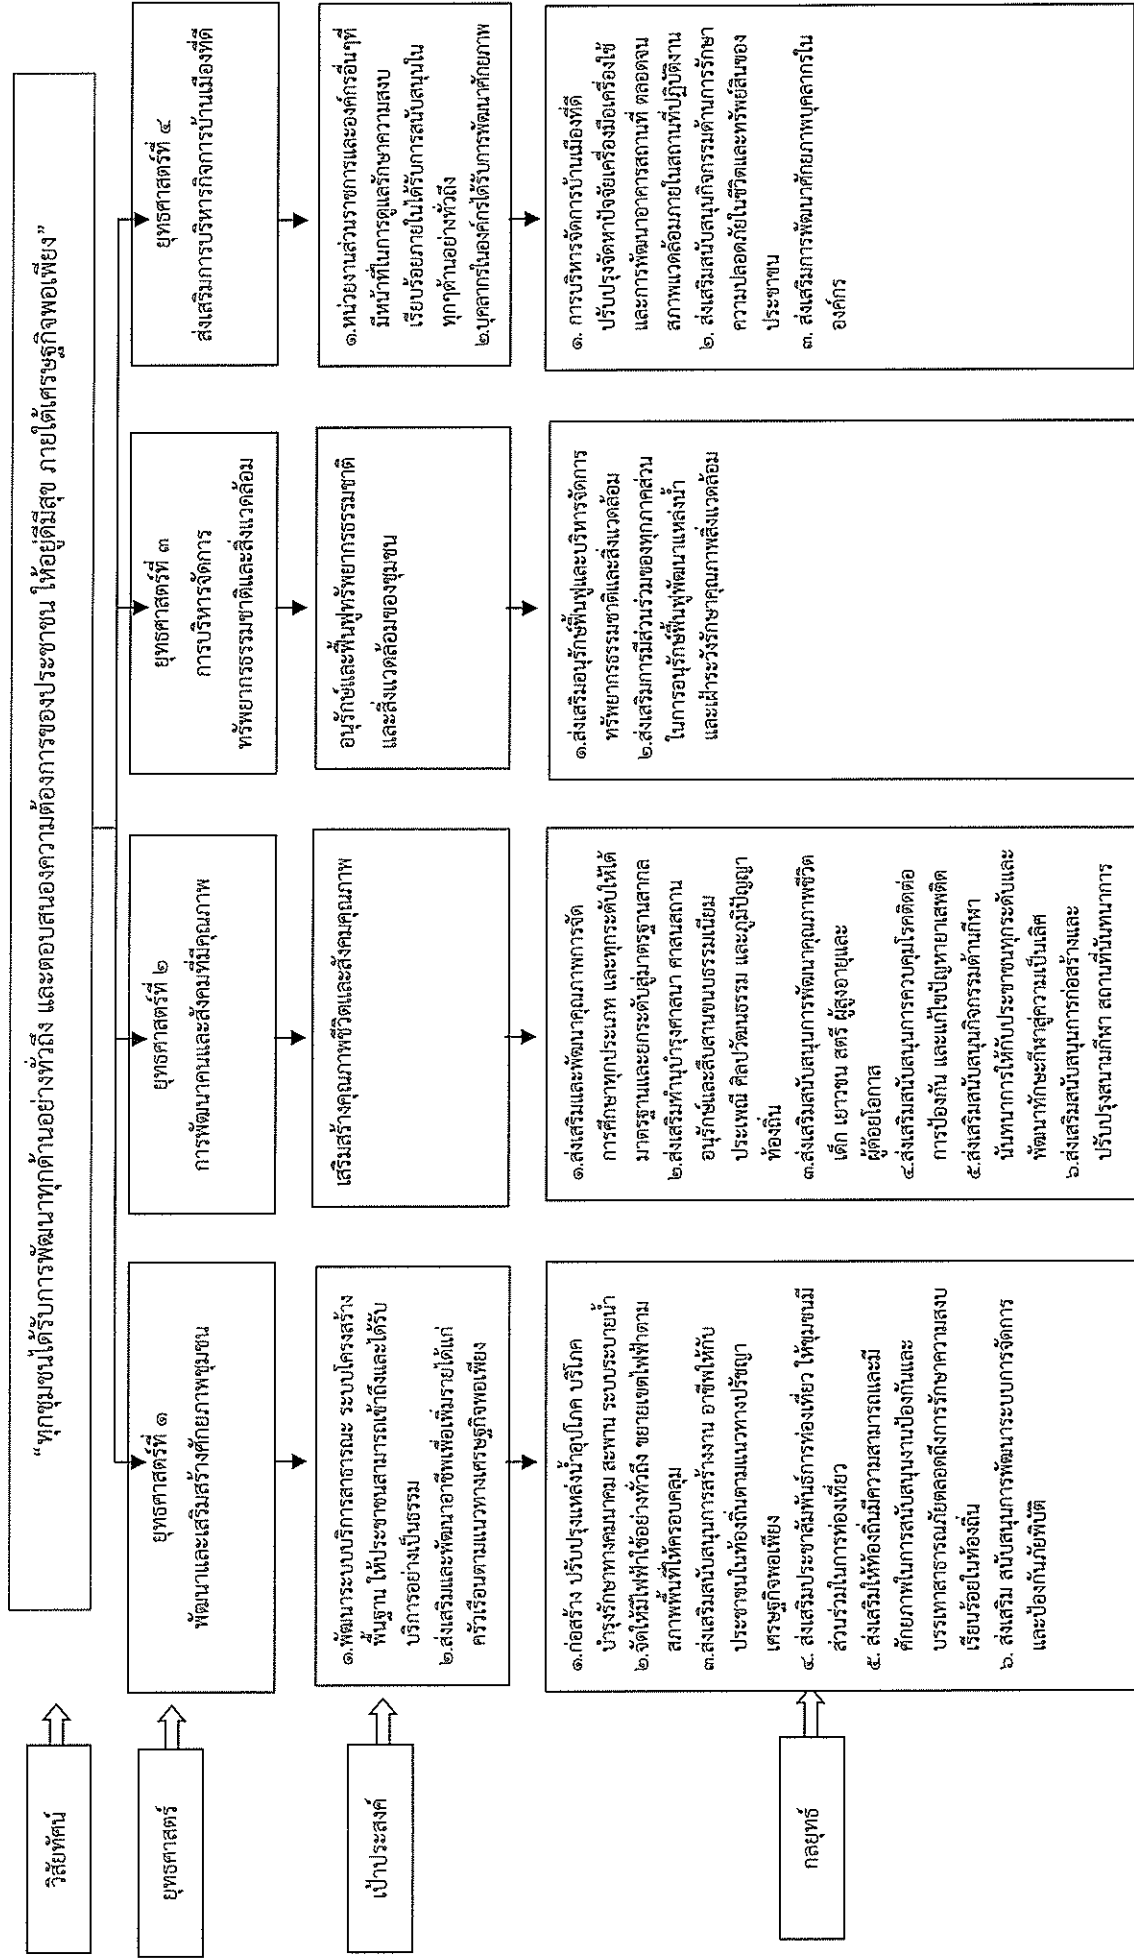 วิสัยทัศน์
“ทุกชุมชนได้รับการพัฒนาทุกด้านอย่างทั่วถึง และตอบสนองความต้องการของประชาชน ให้อยู่ดีมีสุข ภายใต้เศรษฐกิจพอเพียง”
ยุทธศาสตร์
ยุทธศาสตร์ที่ ๑
พัฒนาและเสริมสร้างศักยภาพชุมชน
ยุทธศาสตร์ที่ ๒
การพัฒนาคนและสังคมที่มีคุณภาพ
ยุทธศาสตร์ที่ ๓
การบริหารจัดการ
ทรัพยากรธรรมชาติและสิ่งแวดล้อม
ยุทธศาสตร์ที่ ๔
ส่งเสริมการบริหารกิจการบ้านเมืองที่ดี
เป้าประสงค์
๑.พัฒนาระบบบริการสาธารณะ ระบบโครงสร้าง
พื้นฐาน ให้ประชาชนสามารถเข้าถึงและได้รับ
บริการอย่างเป็นธรรม
๒.ส่งเสริมและพัฒนาอาชีพเพื่อเพิ่มรายได้แก่
ครัวเรือนตามแนวทางเศรษฐกิจพอเพียง
เสริมสร้างคุณภาพชีวิตและสังคมคุณภาพ
อนุรักษ์และฟื้นฟูทรัพยากรธรรมชาติ
และสิ่งแวดล้อมของชุมชน
๑.หน่วยงานส่วนราชการและองค์กรอื่นๆที่
มีหน้าที่ในการดูแลรักษาความสงบ
เรียบร้อยภายในได้รับการสนับสนุนใน
ทุกๆด้านอย่างทั่วถึง
๒.บุคลากรในองค์กรได้รับการพัฒนาศักยภาพ
กลยุทธ์
๑.ก่อสร้าง ปรับปรุงแหล่งน้ำอุปโภค บริโภค
บำรุงรักษาทางคมนาคม สะพาน ระบบระบายน้ำ
๒.จัดให้มีไฟฟ้าใช้อย่างทั่วถึง ขยายเขตไฟฟ้าตาม
สภาพพื้นที่ให้ครอบคลุม
๓.ส่งเสริมสนับสนุนการสร้างงาน อาชีพให้กับ
ประชาชนในท้องถิ่นตามแนวทางปรัชญา
เศรษฐกิจพอเพียง
๔. ส่งเสริมประชาสัมพันธ์การท่องเที่ยว ให้ชุมชนมี
ส่วนร่วมในการท่องเที่ยว
๕. ส่งเสริมให้ท้องถิ่นมีความสามารถและมี
ศักยภาพในการสนับสนุนงานป้องกันและ
บรรเทาสาธารณภัยตลอดถึงการรักษาความสงบ
เรียนร้อยในท้องถิ่น
๖. ส่งเสริม สนับสนุนการพัฒนาระบบการจัดการ
และป้องกันภัยพิบัติ
๑.ส่งเสริมและพัฒนาคุณภาพการจัด
การศึกษาทุกประเภท และทุกระดับให้ได้
มาตรฐานและยกระดับสู่มาตรฐานสากล
๒.ส่งเสริมทำนุบำรุงศาสนา ศาสนสถาน
อนุรักษ์และสืบสานขนบธรรมเนียม
ประเพณี ศิลปวัฒนธรรม และภูมิปัญญา
ท้องถิ่น
๓.ส่งเสริมสนับสนุนการพัฒนาคุณภาพชีวิต
เด็ก เยาวชน สตรี ผู้สูงอายุและ
ผู้ด้อยโอกาส
๔.ส่งเสริมสนับสนุนการควบคุมโรคติดต่อ
การป้องกัน และแก้ไขปัญหายาเสพติด
๕.ส่งเสริมสนับสนุนกิจกรรมด้านกีฬา
นันทนาการให้กับประชาชนทุกระดับและ
พัฒนาทักษะกีฬาสู่ความเป็นเลิศ
๖.ส่งเสริมสนับสนุนการก่อสร้างและ
ปรับปรุงสนามกีฬา สถานที่นันทนาการ
๑.ส่งเสริมอนุรักษ์ฟื้นฟูและบริหารจัดการ
ทรัพยากรธรรมชาติและสิ่งแวดล้อม
๒.ส่งเสริมการมีส่วนร่วมของทุกภาคส่วน
ในการอนุรักษ์ฟื้นฟูพัฒนาแหล่งน้ำ
และเฝ้าระวังรักษาคุณภาพสิ่งแวดล้อม
๑. การบริหารจัดการบ้านเมืองที่ดี
ปรับปรุงจัดหาปัจจัยเครื่องมือเครื่องใช้
และการพัฒนาอาคารสถานที่ ตลอดจน
สภาพแวดล้อมภายในสถานที่ปฏิบัติงาน
๒. ส่งเสริมสนับสนุนกิจกรรมด้านการรักษา
ความปลอดภัยในชีวิตและทรัพย์สินของ
ประชาชน
๓. ส่งเสริมการพัฒนาศักยภาพบุคลากรใน
องค์กร